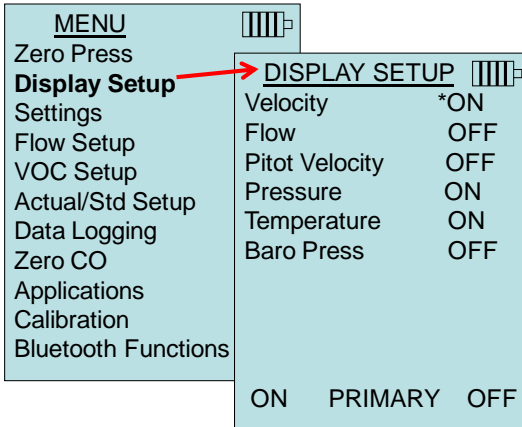 MENU
Zero Press
Display Setup
Settings
Flow Setup
VOC Setup
Actual/Std Setup
Data Logging
Zero CO
Applications
Calibration
Bluetooth Functions
DISPLAY SETUP
Velocity *ON
Flow OFF
Pitot Velocity OFF
Pressure ON
Temperature ON
Baro Press OFF
ON PRIMARY OFF